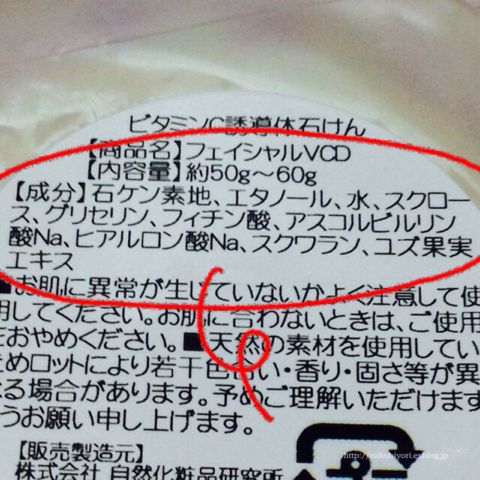 ビタミンC誘導体石けん
【商品名】フェイシャルVCD
【内容量】約50g～60g
【成分】石ケン素地、エタノール、水、スクロー
ス、グリセリン、フィチン酸、アスコルビルリン
酸Na、ヒアルロン酸Na、スクワラン、ユズ果実
エキス
■お肌に異常が生じていないかよく注意して使
用してください。お肌に合わないときは、ご使用
をおやめください。■天然の素材を使用してい
ためロットにより若干色合い・香り・固さ等が異
なる場合があります。予めご理解いただけます
ようお願い申し上げます。
【販売製造元】
株式会社 自然化粧品研究所
http://mikuhiyori.exblog.jp